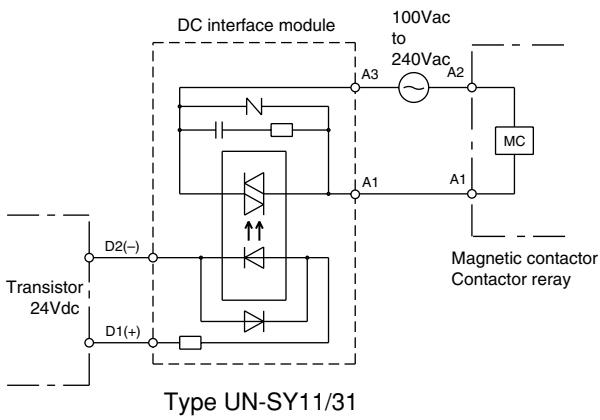 DC interface module
100Vac
to
240Vac
A3
A2
MC
A1
A1
D2(–)
Transistor
24Vdc
D1(+)
Magnetic contactor
Contactor reray
Type UN-SY11/31